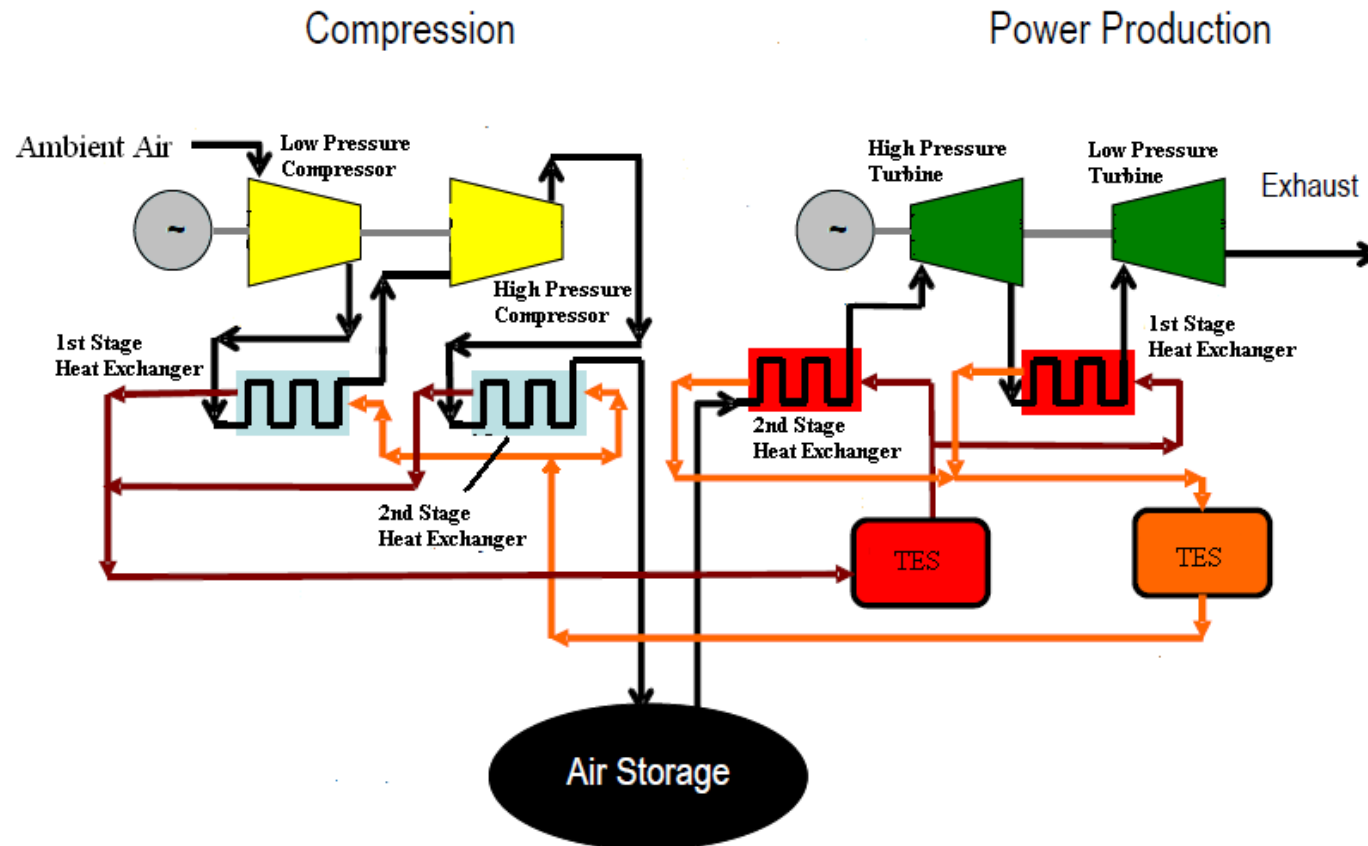 Compression
Power Production
Ambient Air
Low Pressure
Compressor
High Pressure
Turbine
Low Pressure
Turbine
Exhaust
~
~
High Pressure
Compressor
1st Stage
Heat Exchanger
1st Stage
Heat Exchanger
2nd Stage
Heat Exchanger
2nd Stage
Heat Exchanger
TES
TES
Air Storage